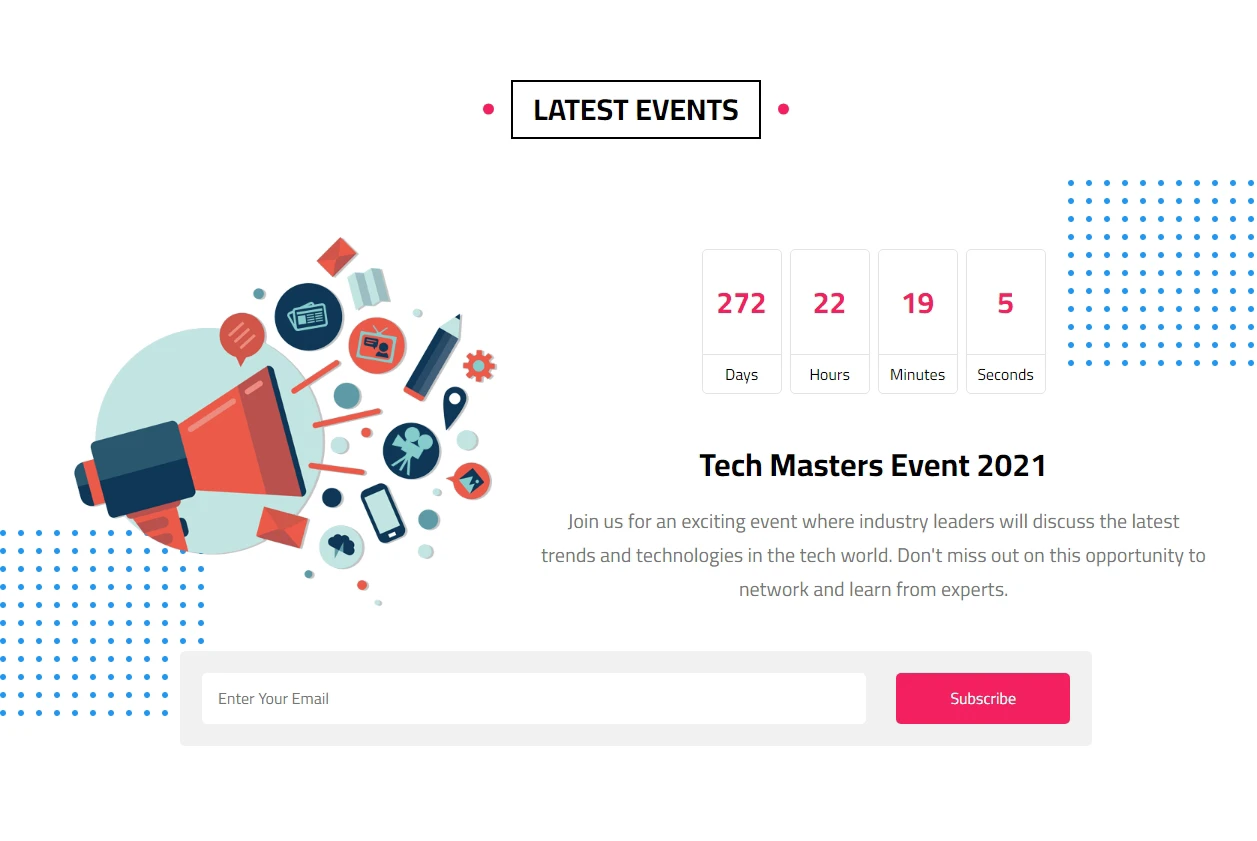 LATEST EVENTS
272 22 19 5
Days Hours Minutes Seconds
Tech Masters Event 2021
Join us for an exciting event where industry leaders will discuss the latest
trends and technologies in the tech world. Don't miss out on this opportunity to
network and learn from experts.
Enter Your Email Subscribe